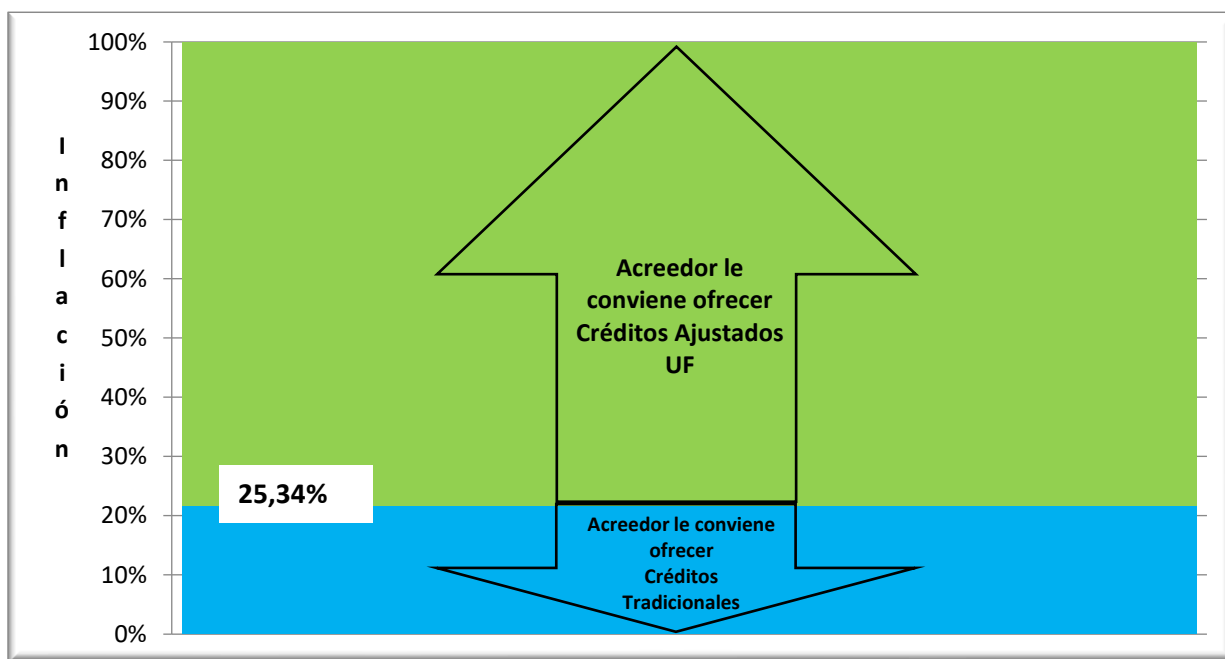 Inflación
100%
90%
80%
70%
60%
50%
40%
30%
20%
10%
0%
Acreedor le
conviene ofrecer
Créditos Ajustados
UF
25,34%
Acreedor le conviene
ofrecer
Créditos
Tradicionales